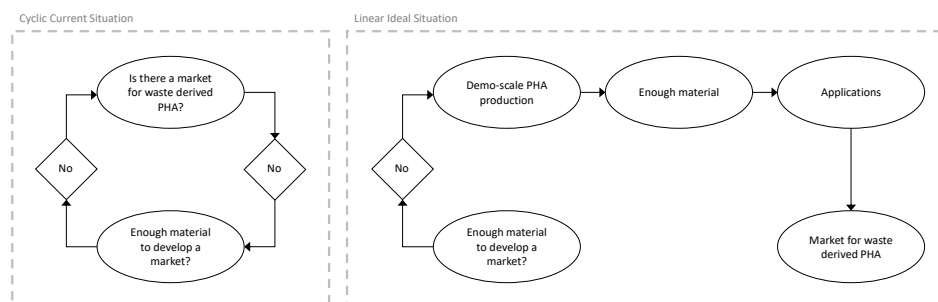 Cyclic Current Situation
Is there a market
for waste derived
PHA?
No
No
Enough material
to develop a
market?
Linear Ideal Situation
Demo-scale PHA
production
Enough material
Applications
No
Enough material
to develop a
market?
Market for waste
derived PHA